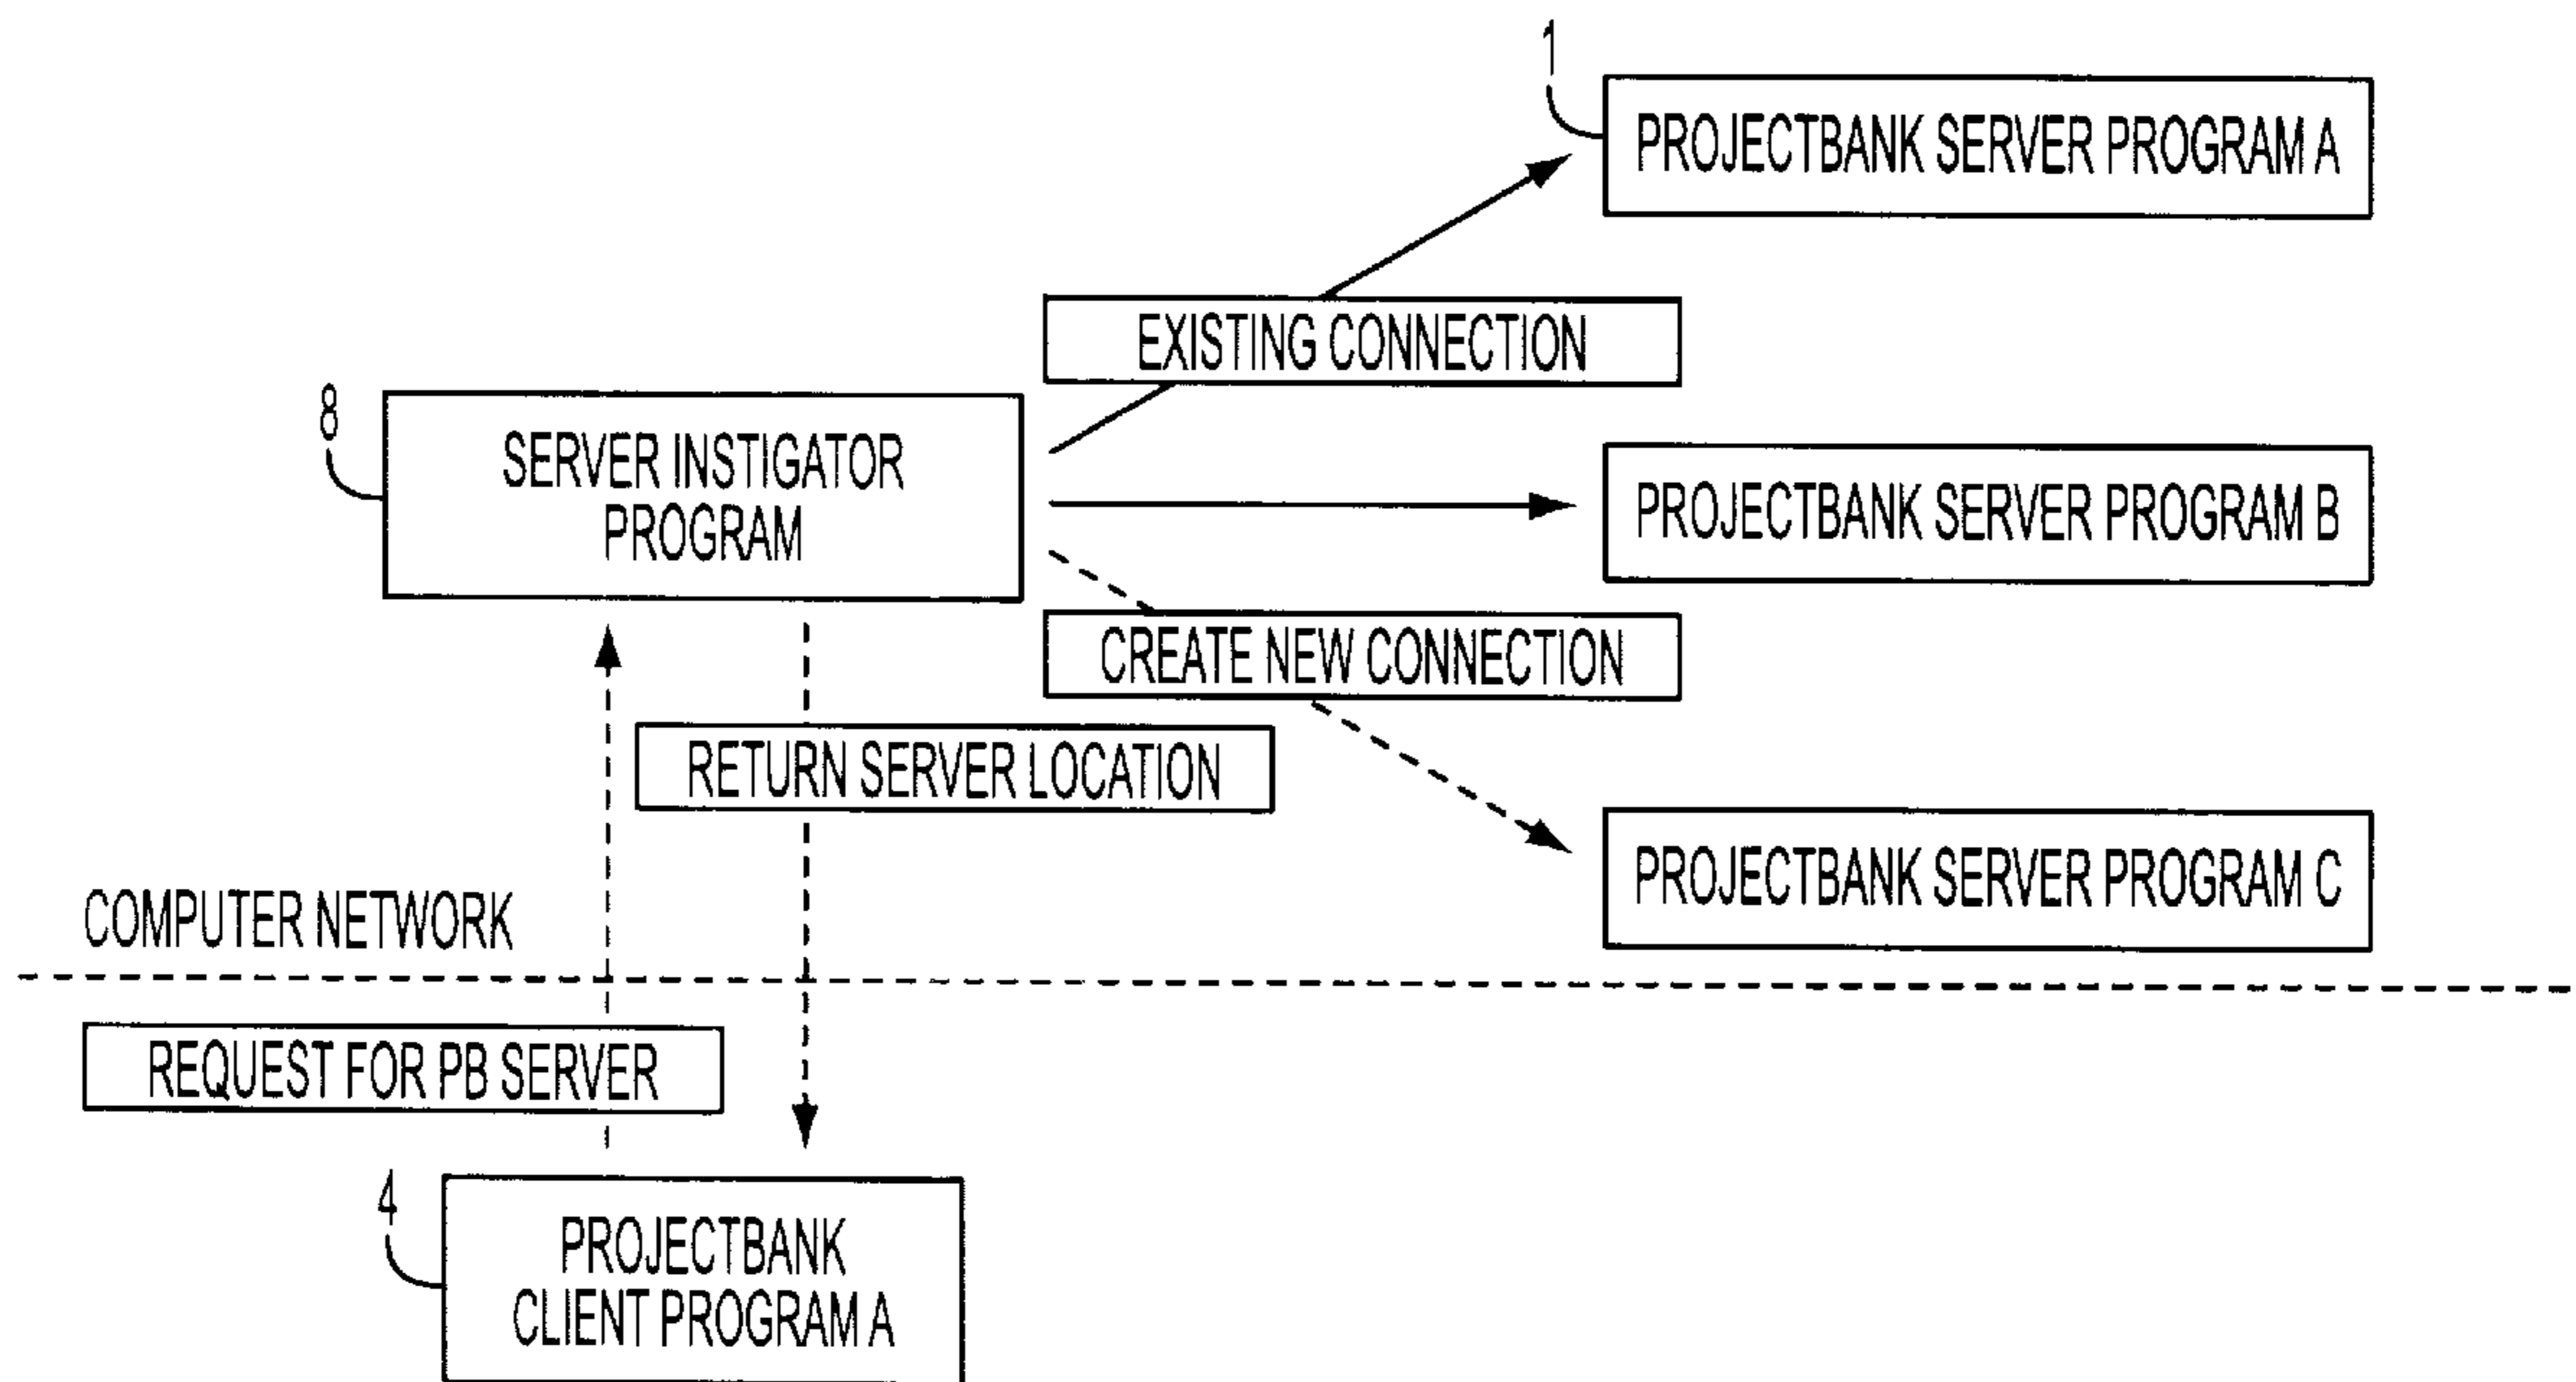 1
PROJECTBANK SERVER PROGRAM A
EXISTING CONNECTION
8
SERVER INSTIGATOR
PROGRAM
PROJECTBANK SERVER PROGRAM B
CREATE NEW CONNECTION
RETURN SERVER LOCATION
PROJECTBANK SERVER PROGRAM C
COMPUTER NETWORK
REQUEST FOR PB SERVER
4
PROJECTBANK
CLIENT PROGRAM A